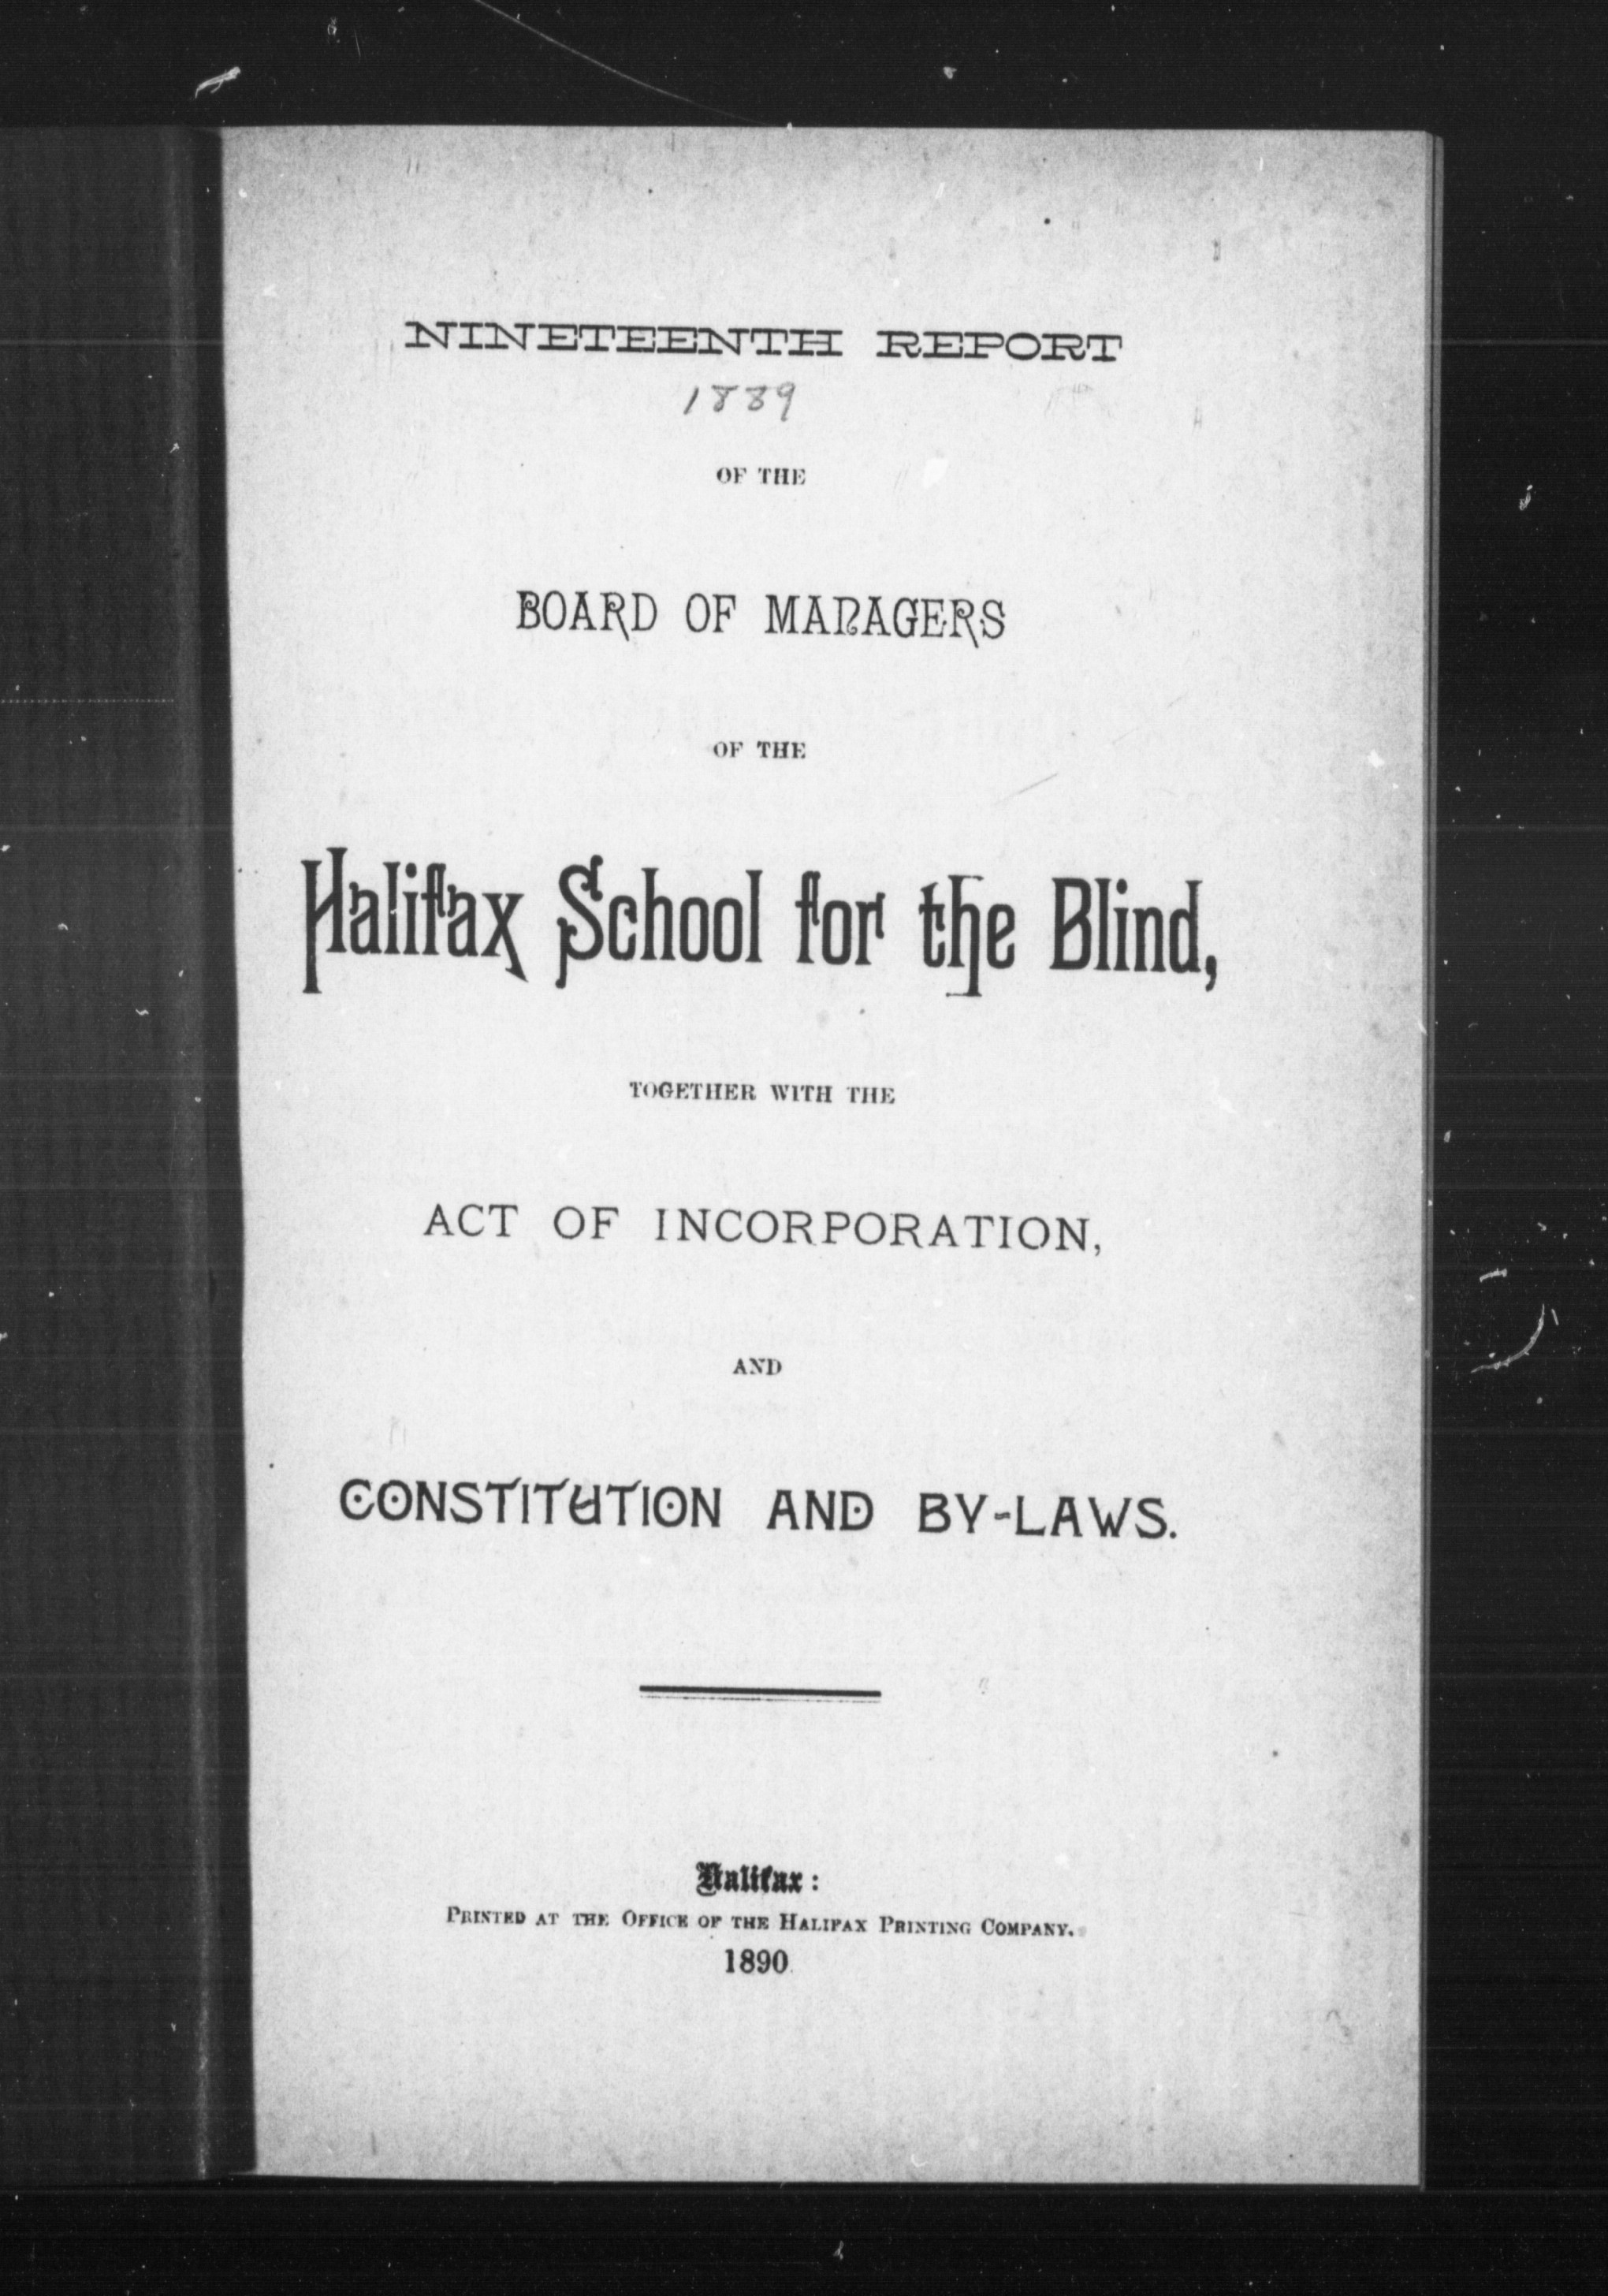 NINETEENTH REPORT
1889
OF THE
BOARD OF MANAGERS
OF THE
Halifax School for the Blind,
TOGETHER WITH THE
ACT OF INCORPORATION,
AND
CONSTITUTION AND BY-LAWS.
Halifax:
PRINTED AT THE OFFICE OF THE HALIFAX PRINTING COMPANY.
1890